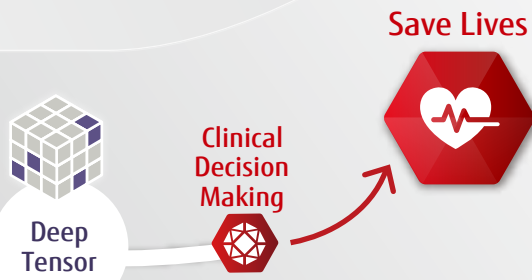 Save Lives
Clinical
Decision
Making
Deep
Tensor